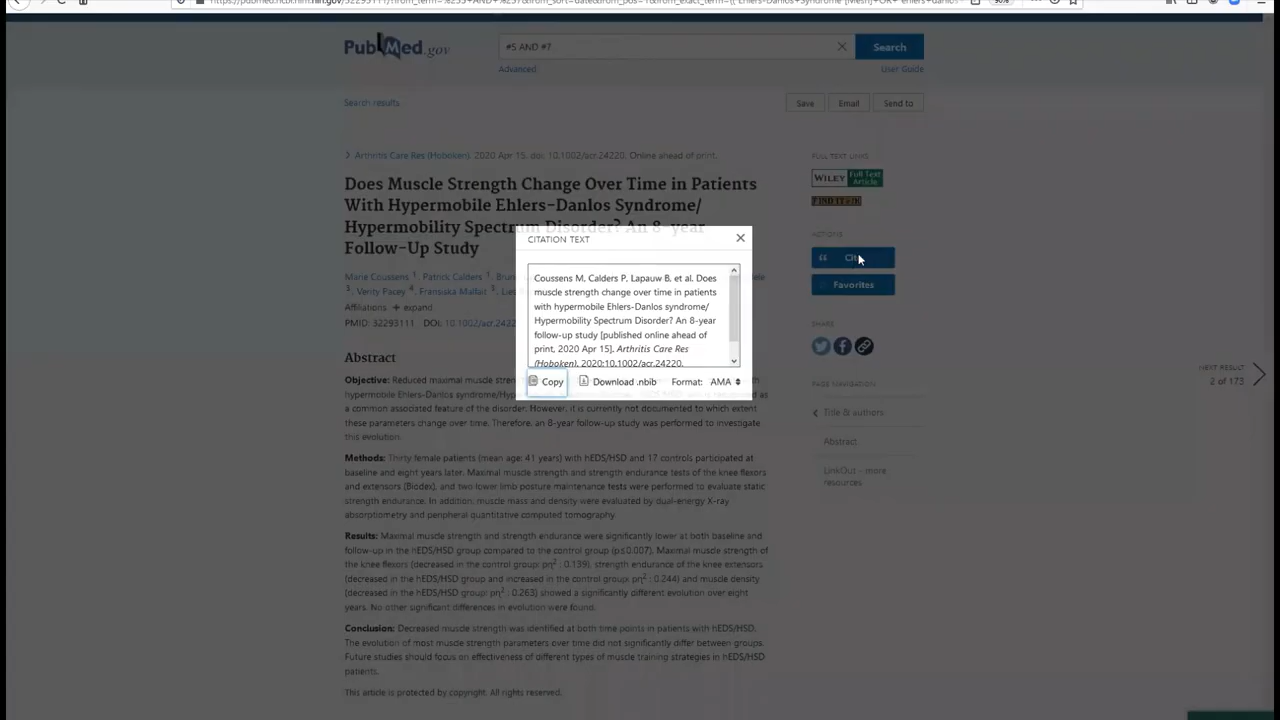 PubMed.gov
#5 AND #7
Search
Advanced
User Guide
Search results
Save
Email
Send to
Arthritis Care Res (Hoboken). 2020 Apr 15. doi: 10.1002/acr.24220. Online ahead of print.
Does Muscle Strength Change Over Time in Patients
With Hypermobile Ehlers-Danlos Syndrome/
Hypermobility Spectrum Disorder? An 8-year
Follow-Up Study
Marie Coussens 1, Patrick Calders
5, Verity Pacey 4, Fransiska Malfait
Affiliations + expand
PMID: 32293111 DOI: 10.1002/acr.242
CITATION TEXT
Coussens M, Calders P, Lapauw B, et al. Does
muscle strength change over time in patients
with hypermobile Ehlers-Danlos syndrome/
Hypermobility Spectrum Disorder? An 8-year
follow-up study [published online ahead of
print, 2020 Apr 15]. Arthritis Care Res
(Hoboken). 2020;10.1002/acr.24220.
Copy
Download .nbib
Format:
AMA
Abstract
Objective: Reduced maximal muscle
hypermobile Ehlers-Danlos syndrome/Hyper
a common associated feature of the disorder. However, it is currently not documented to which extent
these parameters change over time. Therefore, an 8-year follow-up study was performed to investigate
this evolution.
Methods: Thirty female patients (mean age: 41 years) with hEDS/HSD and 17 controls participated at
baseline and eight years later. Maximal muscle strength and strength endurance tests of the knee flexors
and extensors (Biodex), and two lower limb posture maintenance tests were performed to evaluate static
strength endurance. In addition, muscle mass and density were evaluated by dual-energy X-ray
absorptiometry and peripheral quantitative computed tomography.
Results: Maximal muscle strength and strength endurance were significantly lower at both baseline and
follow-up in the hEDS/HSD group compared to the control group (p≤0.007). Maximal muscle strength of
the knee flexors (decreased in the control group: pη2 : 0.139), strength endurance of the knee extensors
(decreased in the hEDS/HSD group and increased in the control group: pη2 : 0.244) and muscle density
(decreased in the hEDS/HSD group: pη2 : 0.263) showed a significantly different evolution over eight
years. No other significant differences in evolution were found.
Conclusion: Decreased muscle strength was identified at both time points in patients with hEDS/HSD.
The evolution of most muscle strength parameters over time did not significantly differ between groups.
Future studies should focus on effectiveness of different types of muscle training strategies in hEDS/HSD
patients.
This article is protected by copyright. All rights reserved.
FULL TEXT LINKS
WILEY Full Text Article
FIND IT
ACTIONS
Favorites
SHARE
PAGE NAVIGATION
Title & authors
Abstract
LinkOut – more
resources
NEXT RESULT
2 of 173